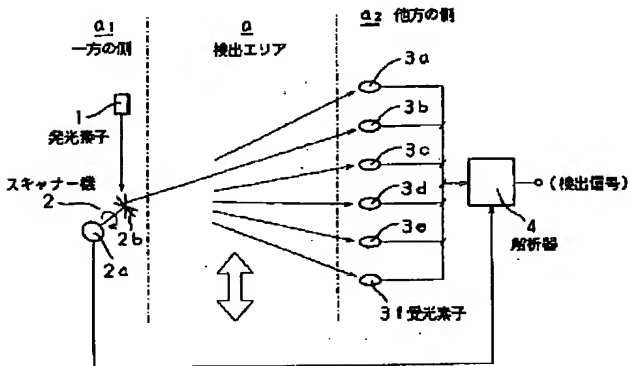 a1
一方の側
a
検出エリア
a2 他方の側
1
発光素子
スキャナー機
2
2a
2b
3a
3b
3c
3d
3e
3f受光素子
(検出信号)
4
解析器